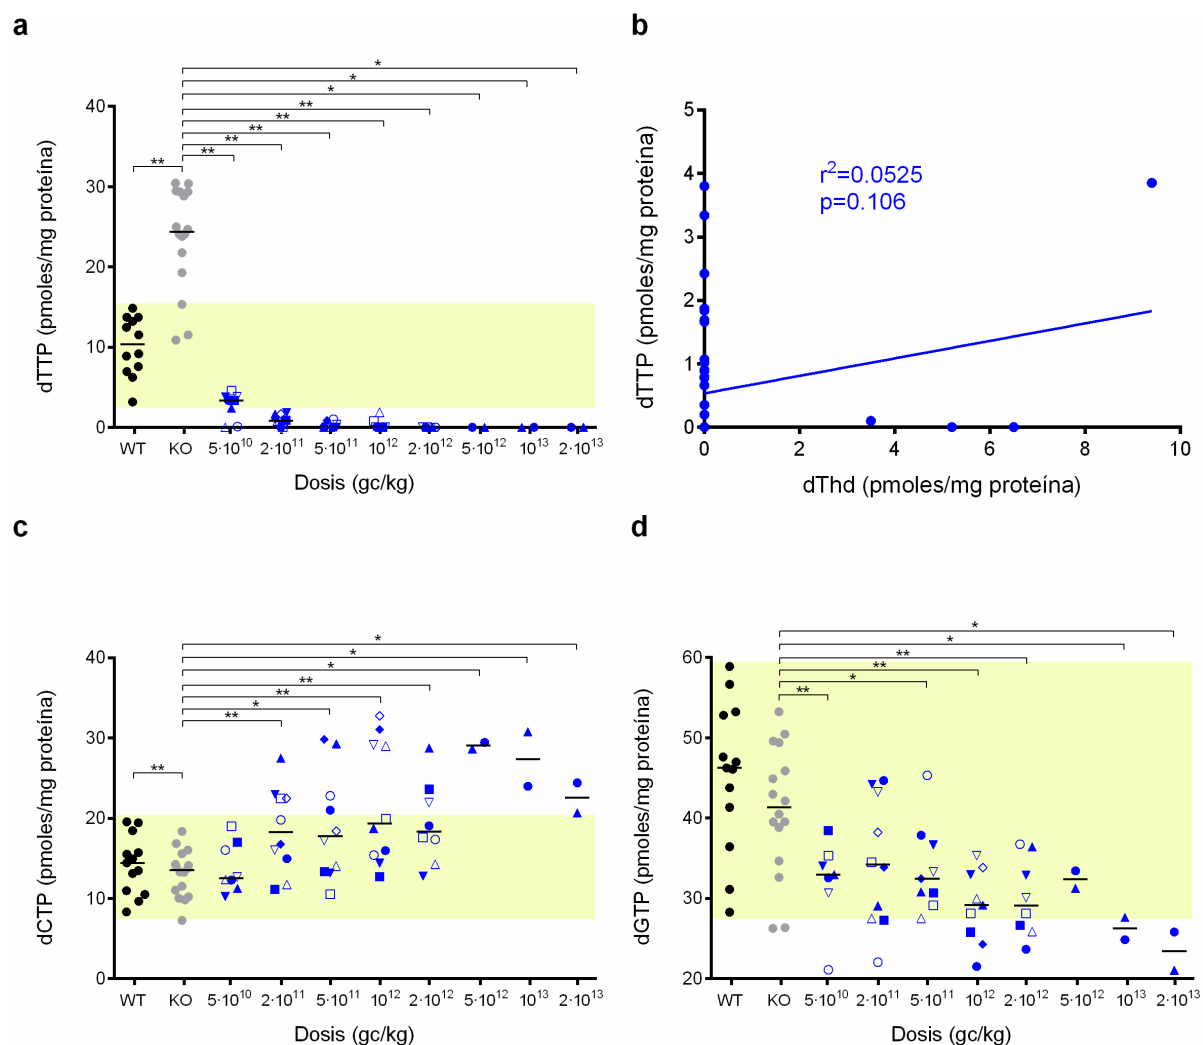 a
*
*
*
**
**
**
**
**
**
40
30
20
10
0
dTTP (pmoles/mg proteína)
WT KO 5·10¹⁰ 2·10¹¹ 5·10¹¹ 10¹² 2·10¹² 5·10¹² 10¹³ 2·10¹³
Dosis (gc/kg)
b
r²=0.0525
p=0.106
5
4
3
2
1
0
dTTP (pmoles/mg proteína)
0 2 4 6 8 10
dThd (pmoles/mg proteína)
c
*
*
*
**
**
*
**
**
40
30
20
10
0
dCTP (pmoles/mg proteína)
WT KO 5·10¹⁰ 2·10¹¹ 5·10¹¹ 10¹² 2·10¹² 5·10¹² 10¹³ 2·10¹³
Dosis (gc/kg)
d
*
*
**
**
*
**
60
50
40
30
20
dGTP (pmoles/mg proteína)
WT KO 5·10¹⁰ 2·10¹¹ 5·10¹¹ 10¹² 2·10¹² 5·10¹² 10¹³ 2·10¹³
Dosis (gc/kg)